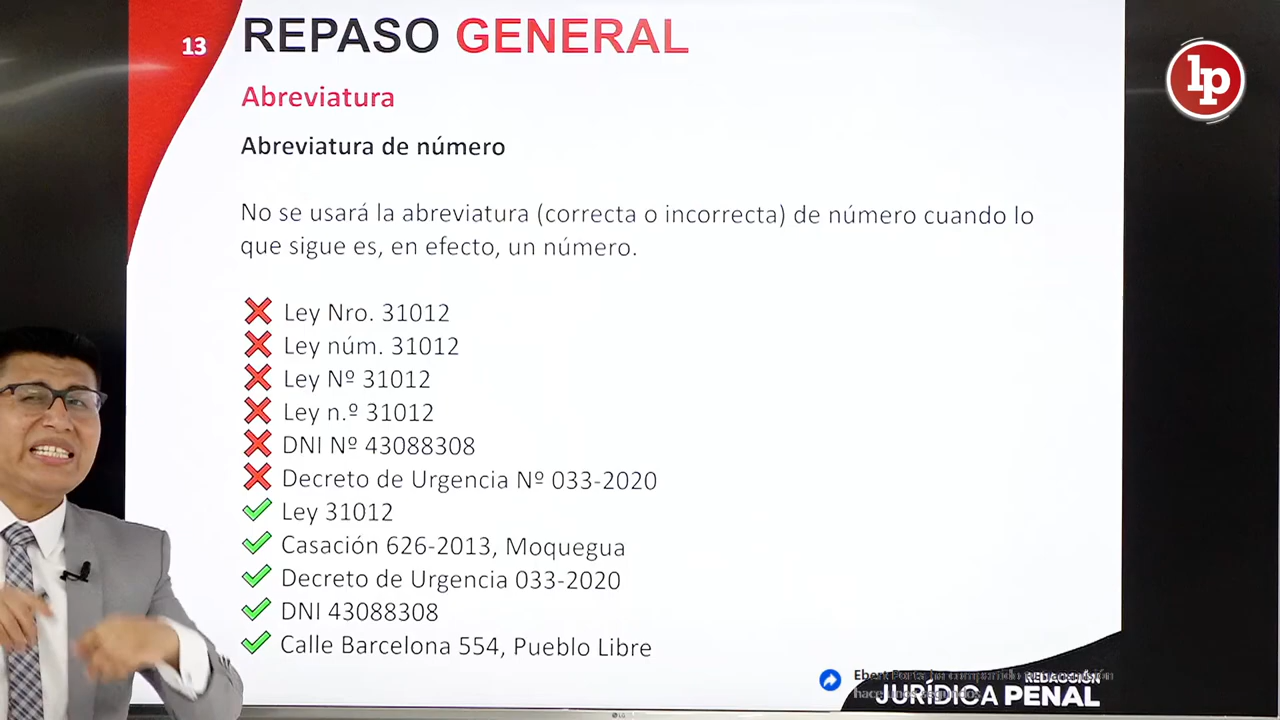 13
REPASO GENERAL
lp
Abreviatura
Abreviatura de número
No se usará la abreviatura (correcta o incorrecta) de número cuando lo
que sigue es, en efecto, un número.
Ley Nro. 31012
Ley núm. 31012
Ley Nº 31012
Ley n.º 31012
DNI Nº 43088308
Decreto de Urgencia Nº 033-2020
Ley 31012
Casación 626-2013, Moquegua
Decreto de Urgencia 033-2020
DNI 43088308
Calle Barcelona 554, Pueblo Libre
REDACCIÓN
JURÍDICA PENAL
LG